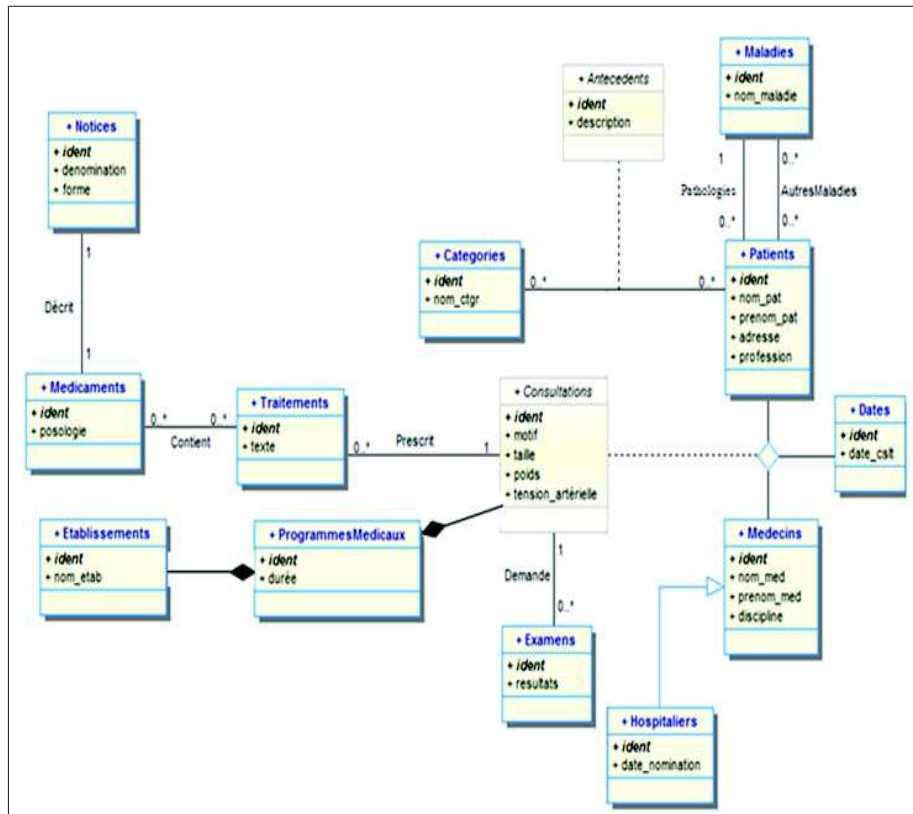 + Maladies
+ ident
+ nom_maladie
+ Antecedents
+ ident
+ description
+ Notices
+ ident
+ denomination
+ forme
1
0..*
Pathologies
AutresMaladies
0..*
0..*
+ Categories
+ ident
+ nom_ctgr
0..*
0..*
+ Patients
+ ident
+ nom_pat
+ prenom_pat
+ adresse
+ profession
1
Décrit
1
+ Medicaments
+ ident
+ posologie
0..*
0..*
Contient
+ Traitements
+ ident
+ texte
Prescrit
0..*
1
+ Consultations
+ ident
+ motif
+ taille
+ poids
+ tension_artérielle
+ Dates
+ ident
+ date_cslt
+ Etablissements
+ ident
+ nom_etab
+ ProgrammesMedicaux
+ ident
+ durée
+ Medecins
+ ident
+ nom_med
+ prenom_med
+ discipline
1
Demande
0..*
+ Examens
+ ident
+ resultats
+ Hospitaliers
+ ident
+ date_nomination